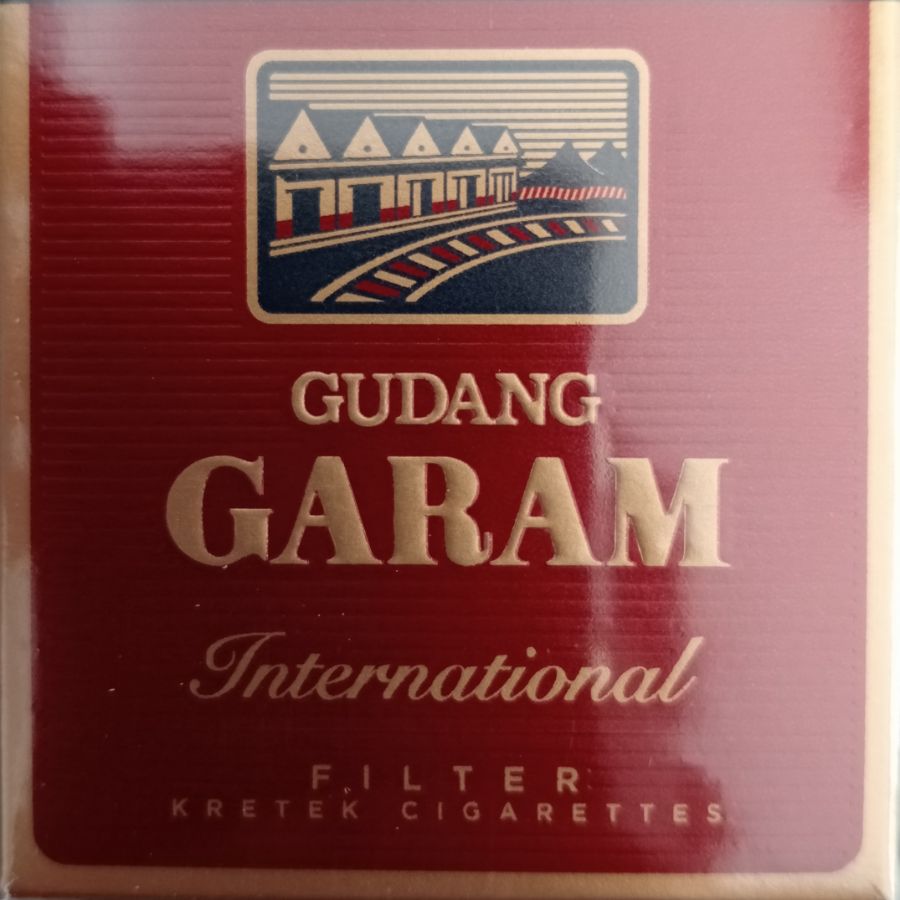 GUDANG
GARAM
International
FILTER
KRETEK CIGARETTES